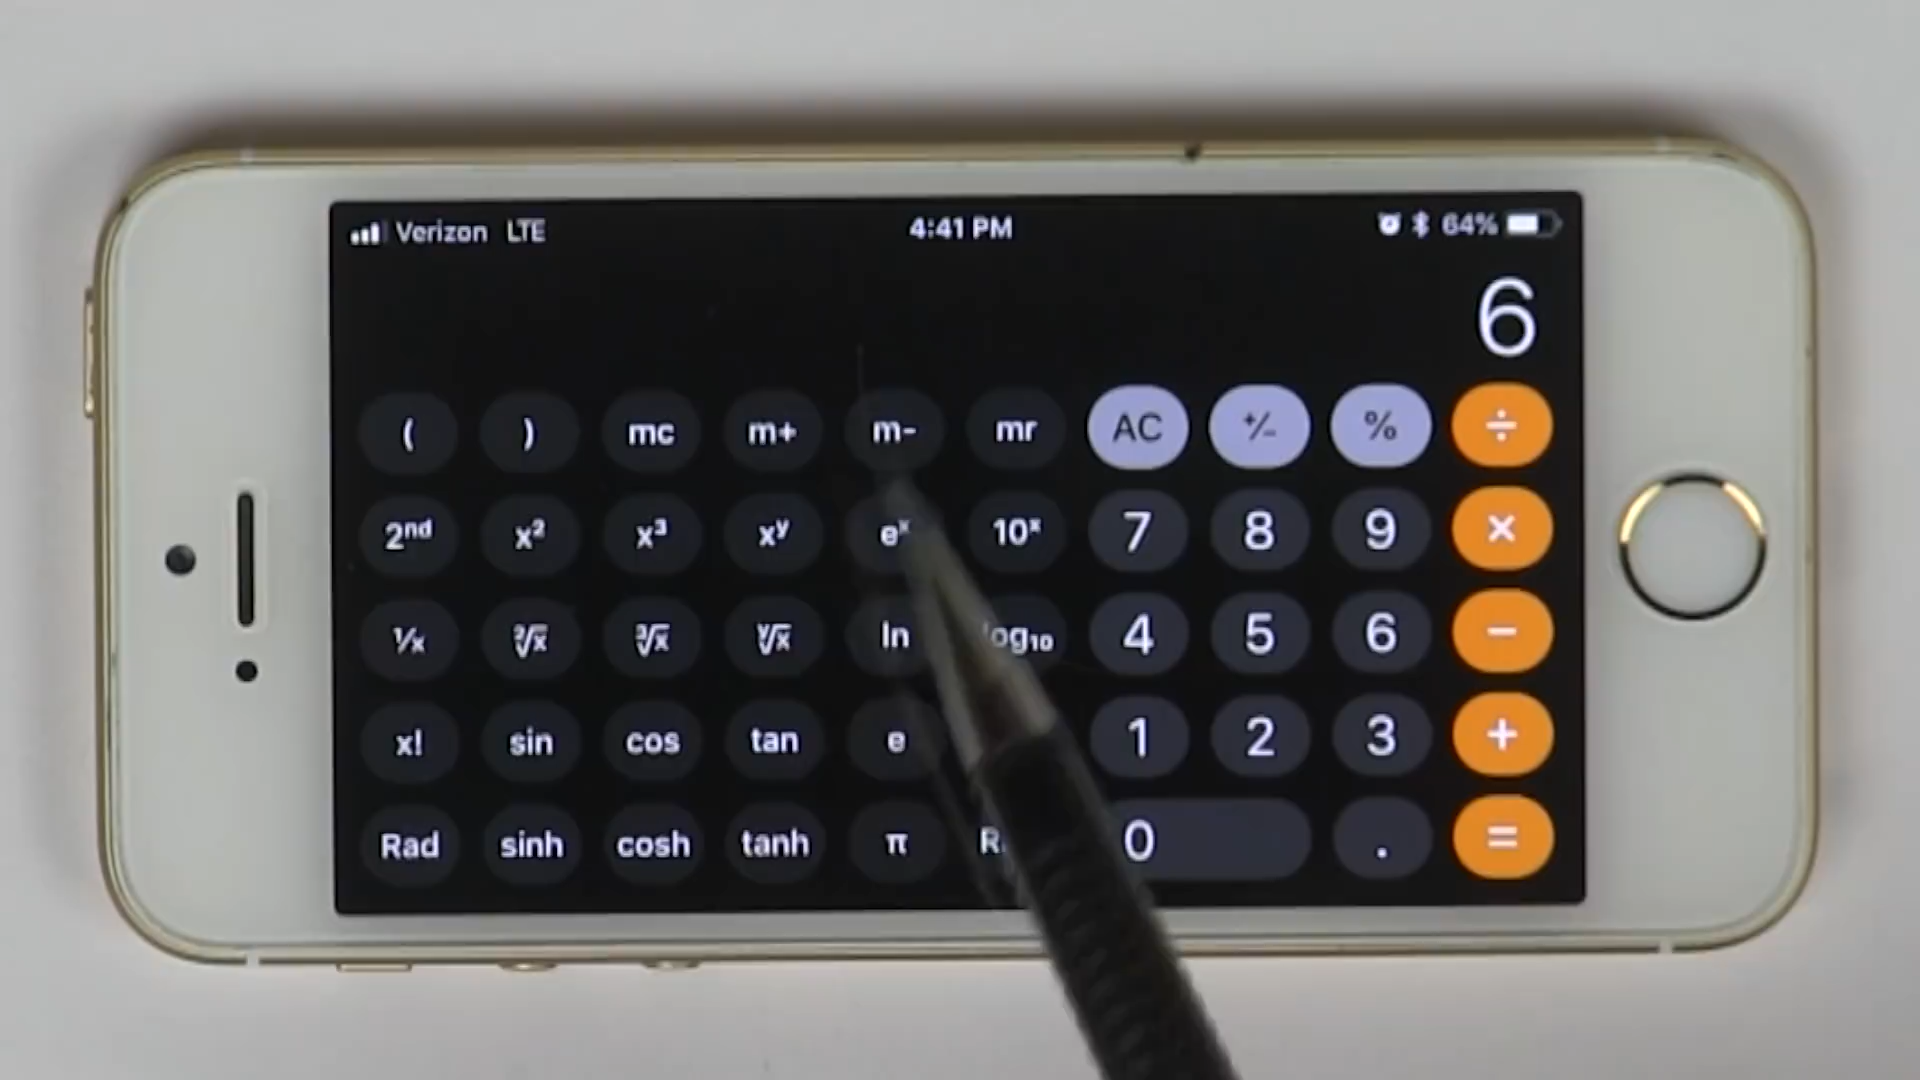 Verizon LTE 4:41 PM 64%
6
( ) mc m+ m- mr AC +/- % ÷
2ⁿᵈ x² x³ xʸ eˣ 10ˣ 7 8 9 ×
1/x ²√x ³√x ʸ√x ln log₁₀ 4 5 6 −
x! sin cos tan e 1 2 3 +
Rad sinh cosh tanh π 0 . =